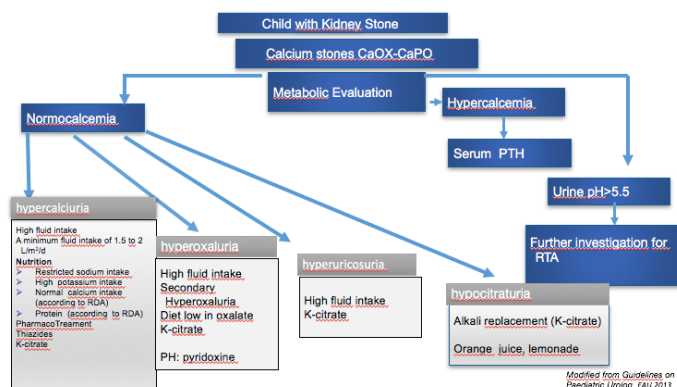 Child with Kidney Stone
Calcium stones CaOX-CaPO
Metabolic Evaluation
Hypercalcemia
Normocalcemia
Serum PTH
Urine pH>5.5
Further investigation for
RTA
hypercalciuria
High fluid intake
A minimum fluid intake of 1.5 to 2
L/m²/d
Nutrition
Restricted sodium intake
High potassium intake
Normal calcium intake
(according to RDA)
Protein (according to RDA)
PharmacoTreament
Thiazides
K-citrate
hyperoxaluria
High fluid intake
Secondary
Hyperoxaluria
Diet low in oxalate
K-citrate
PH: pyridoxine
hyperuricosuria
High fluid intake
K-citrate
hypocitraturia
Alkali replacement (K-citrate)
Orange juice, lemonade
Modified from Guidelines on
Paediatric Urolog, EAU 2013